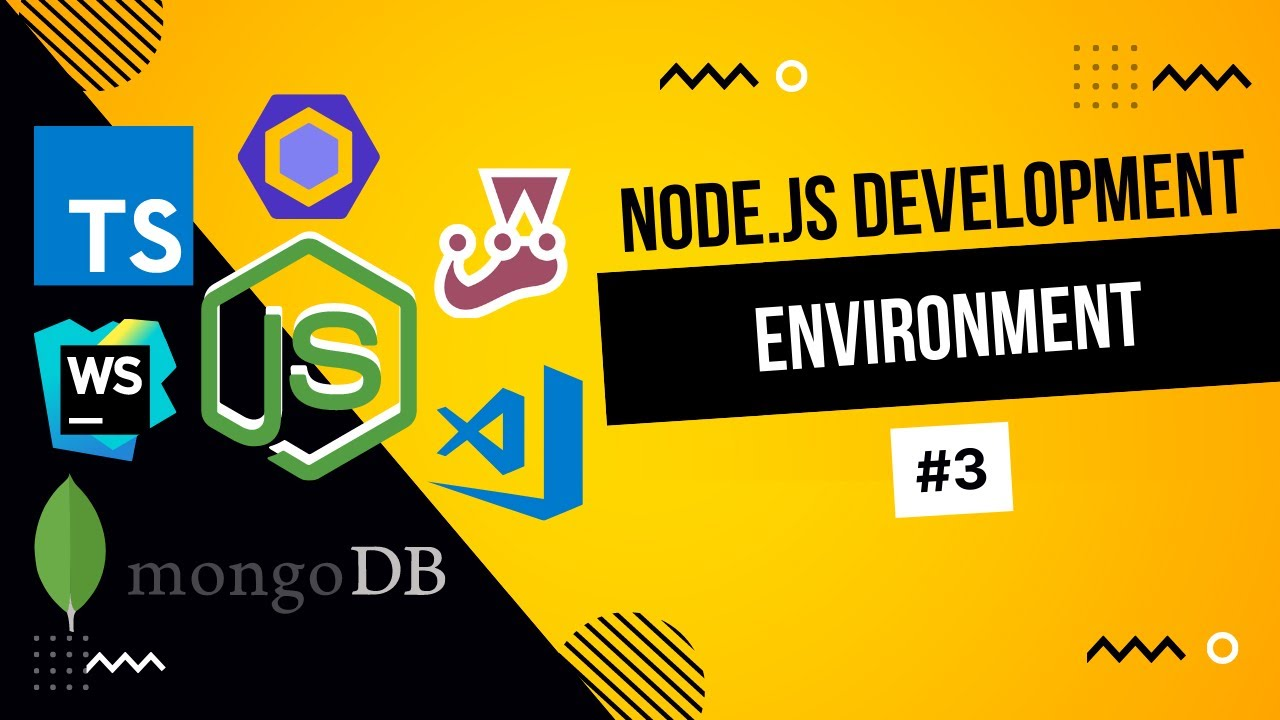 TS
WS
JS
mongoDB
NODE.JS DEVELOPMENT
ENVIRONMENT
#3